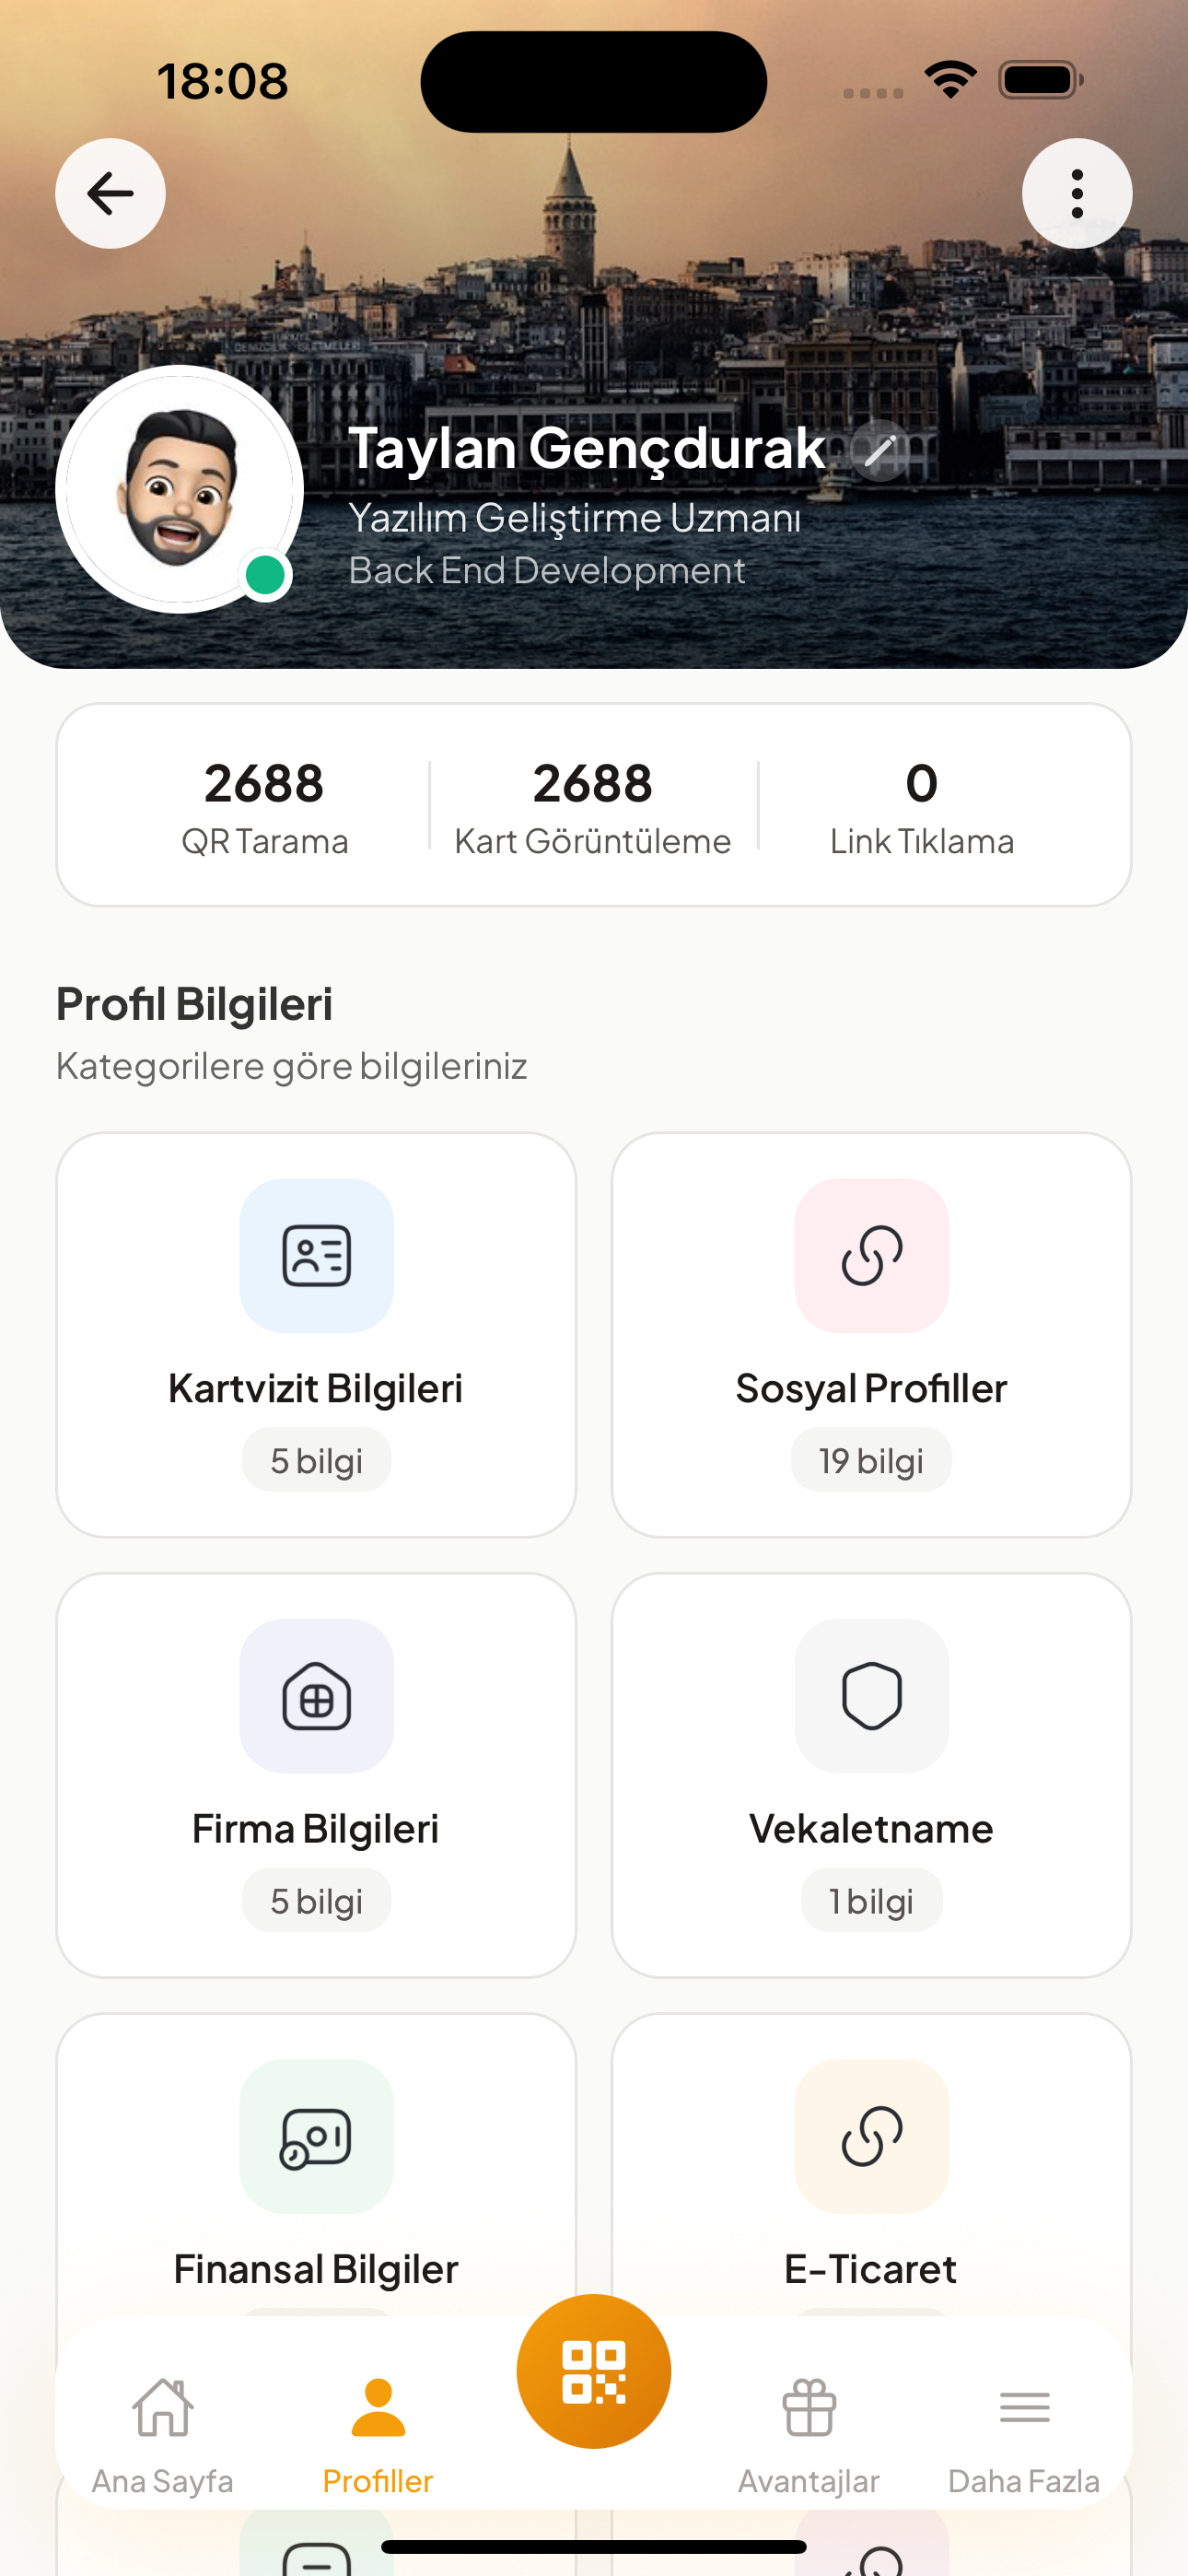 18:08
Taylan Gençdurak
Yazılım Geliştirme Uzmanı
Back End Development
2688
QR Tarama
2688
Kart Görüntüleme
0
Link Tıklama
Profil Bilgileri
Kategorilere göre bilgileriniz
Kartvizit Bilgileri
5 bilgi
Sosyal Profiller
19 bilgi
Firma Bilgileri
5 bilgi
Vekaletname
1 bilgi
Finansal Bilgiler
E-Ticaret
Ana Sayfa
Profiller
Avantajlar
Daha Fazla